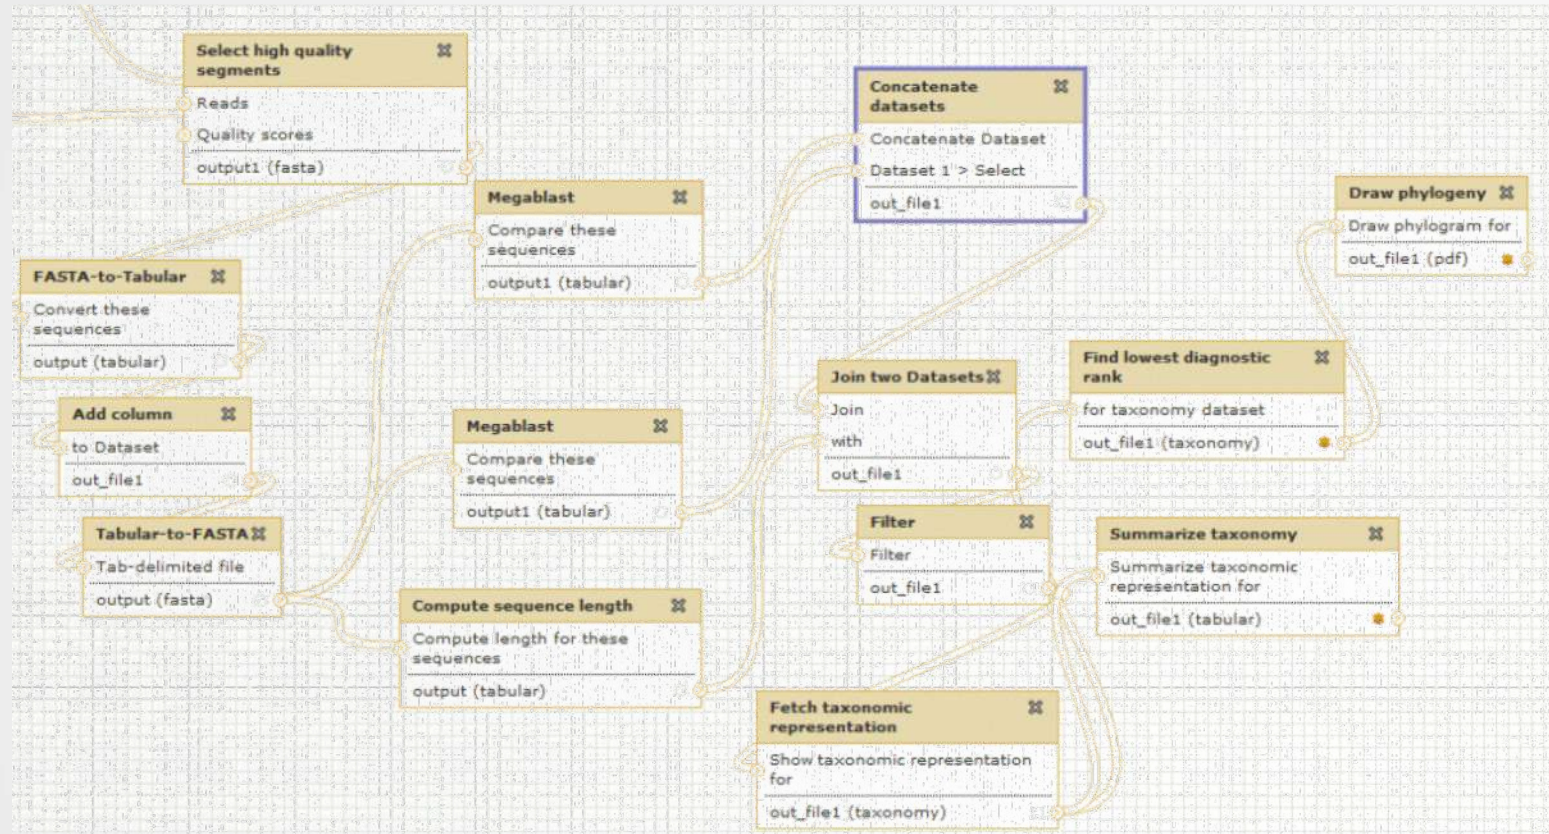 Select high quality
segments
Reads
Quality scores
output1 (fasta)
FASTA-to-Tabular
Convert these
sequences
output (tabular)
Add column
to Dataset
out_file1
Tabular-to-FASTA
Tab-delimited file
output (fasta)
Megablast
Compare these
sequences
output1 (tabular)
Megablast
Compare these
sequences
output1 (tabular)
Compute sequence length
Compute length for these
sequences
output (tabular)
Concatenate
datasets
Concatenate Dataset
Dataset 1 > Select
out_file1
Join two Datasets
Join
with
out_file1
Filter
Filter
out_file1
Fetch taxonomic
representation
Show taxonomic representation
for
out_file1 (taxonomy)
Find lowest diagnostic
rank
for taxonomy dataset
out_file1 (taxonomy)
Summarize taxonomy
Summarize taxonomic
representation for
out_file1 (tabular)
Draw phylogeny
Draw phylogram for
out_file1 (pdf)